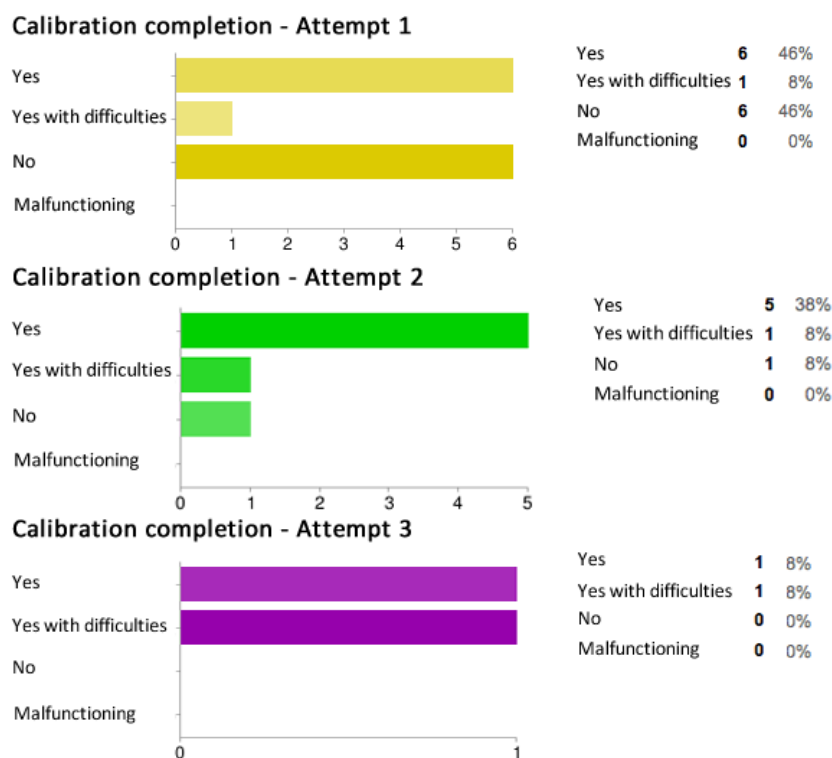 Calibration completion - Attempt 1
Yes
Yes with difficulties
No
Malfunctioning
0 1 2 3 4 5 6
Yes 6 46%
Yes with difficulties 1 8%
No 6 46%
Malfunctioning 0 0%
Calibration completion - Attempt 2
Yes
Yes with difficulties
No
Malfunctioning
0 1 2 3 4 5
Yes 5 38%
Yes with difficulties 1 8%
No 1 8%
Malfunctioning 0 0%
Calibration completion - Attempt 3
Yes
Yes with difficulties
No
Malfunctioning
0 1
Yes 1 8%
Yes with difficulties 1 8%
No 0 0%
Malfunctioning 0 0%